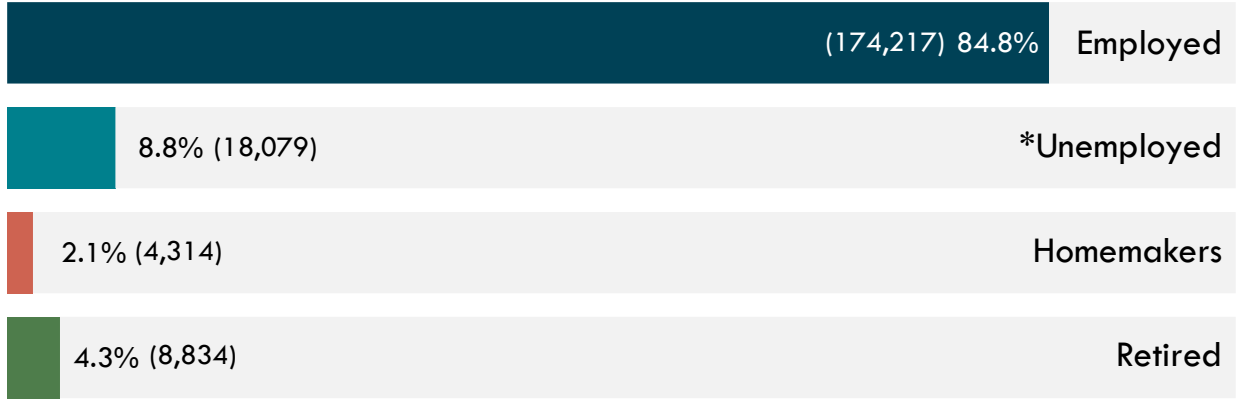 (174,217) 84.8% Employed
8.8% (18,079) *Unemployed
2.1% (4,314) Homemakers
4.3% (8,834) Retired